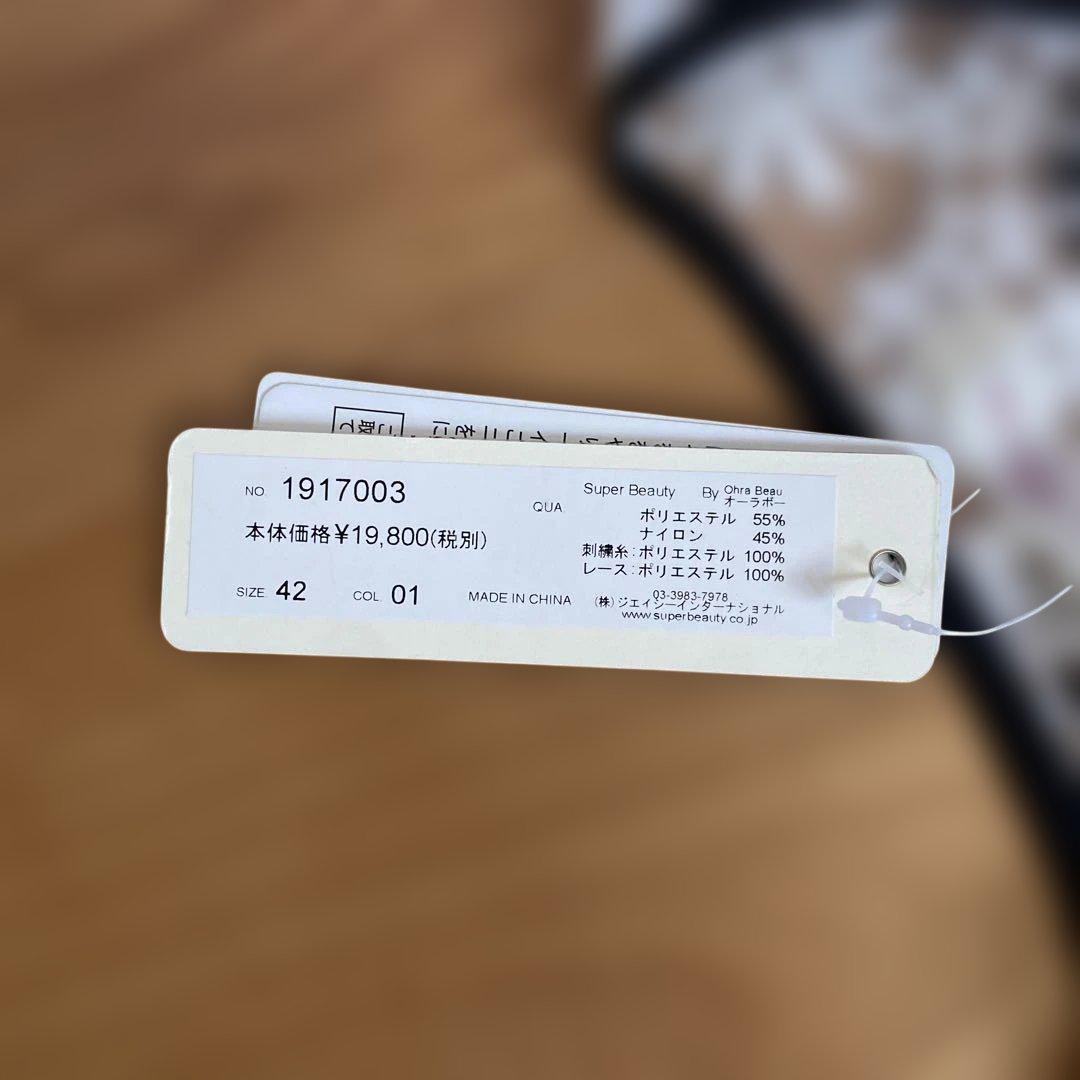 NO. 1917003
本体価格¥19,800(税別)
SIZE. 42 COL. 01 MADE IN CHINA
QUA.
Super Beauty By Ohra Beau
オーラボー
ポリエステル 55%
ナイロン 45%
刺繍糸:ポリエステル 100%
レース:ポリエステル 100%
03-3983-7978
(株)ジェイシーインターナショナル
www.superbeauty.co.jp